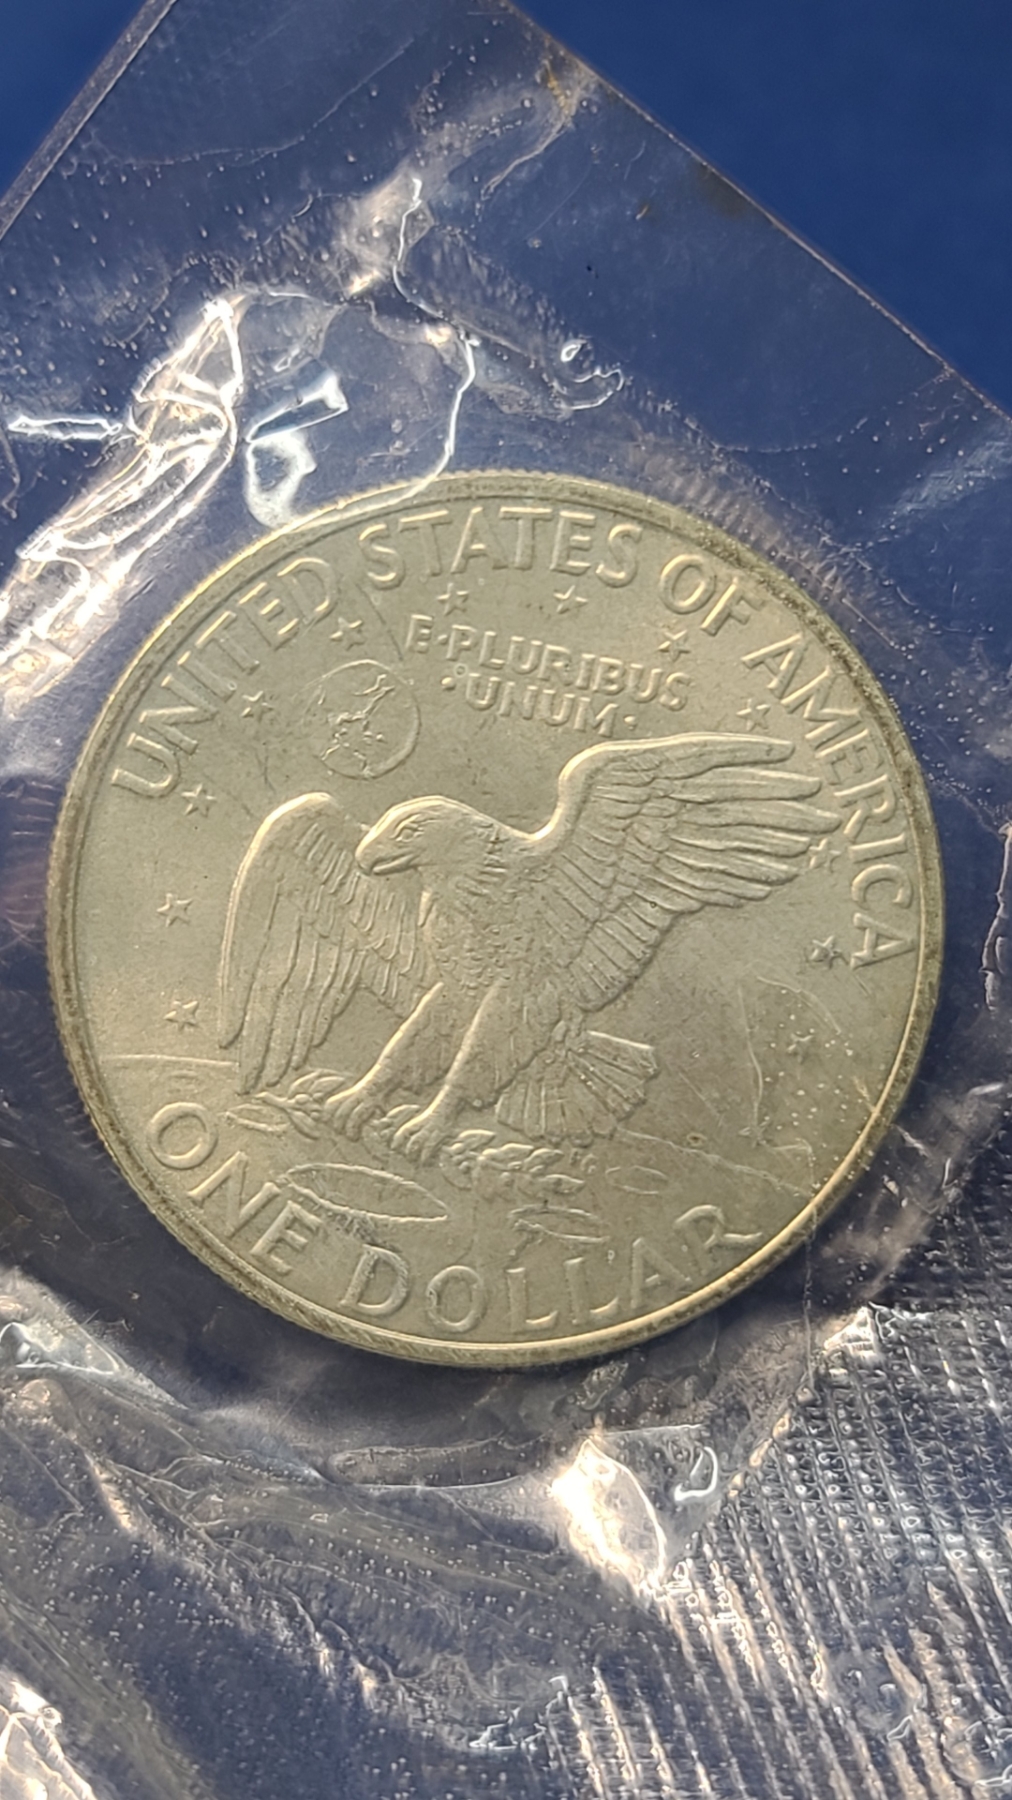 UNITED STATES OF AMERICA
E·PLURIBUS
·UNUM·
ONE DOLLAR